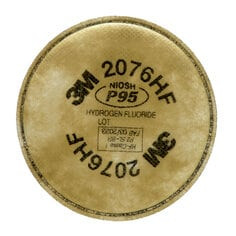 3M 2076HF
NIOSH
P95
HYDROGEN FLUORIDE
LOT
3M 2076HF